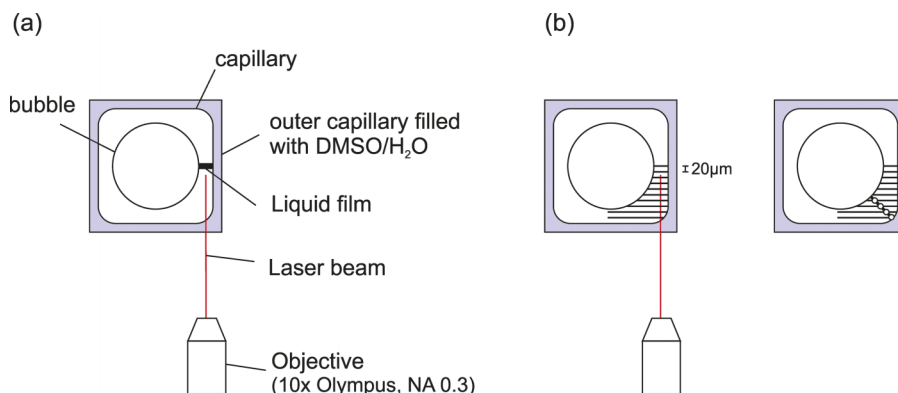 (a)
capillary
bubble
outer capillary filled
with DMSO/H₂O
Liquid film
Laser beam
Objective
(10x Olympus, NA 0.3)
(b)
20μm